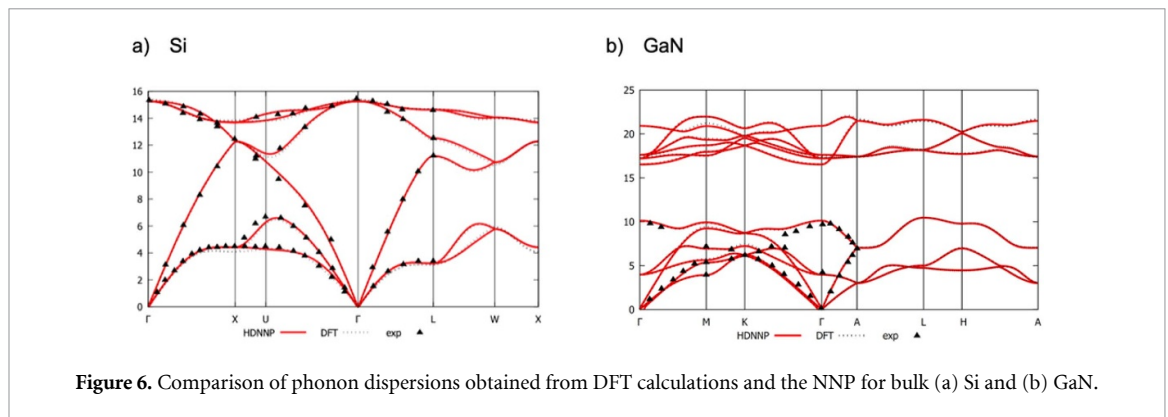 a) Si
b) GaN
16
14
12
10
8
6
4
2
0
Γ X U Γ L W X
HDNNP DFT exp
25
20
15
10
5
0
Γ M K Γ A L H A
HDNNP DFT exp
Figure 6. Comparison of phonon dispersions obtained from DFT calculations and the NNP for bulk (a) Si and (b) GaN.